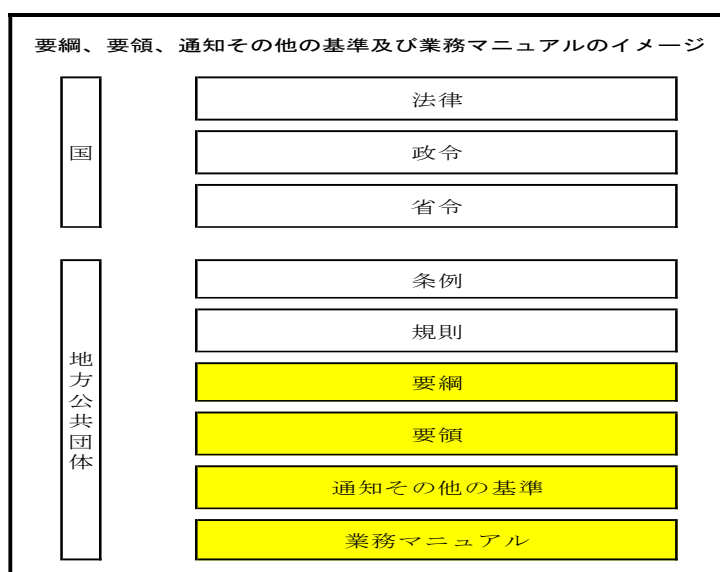 要綱、要領、通知その他の基準及び業務マニュアルのイメージ
国
法律
政令
省令
地方公共団体
条例
規則
要綱
要領
通知その他の基準
業務マニュアル